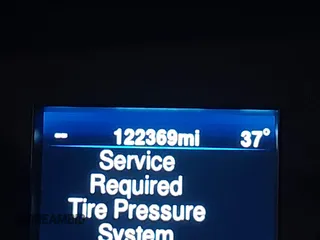 -- 122369mi 37°
Service
Required
Tire Pressure
System